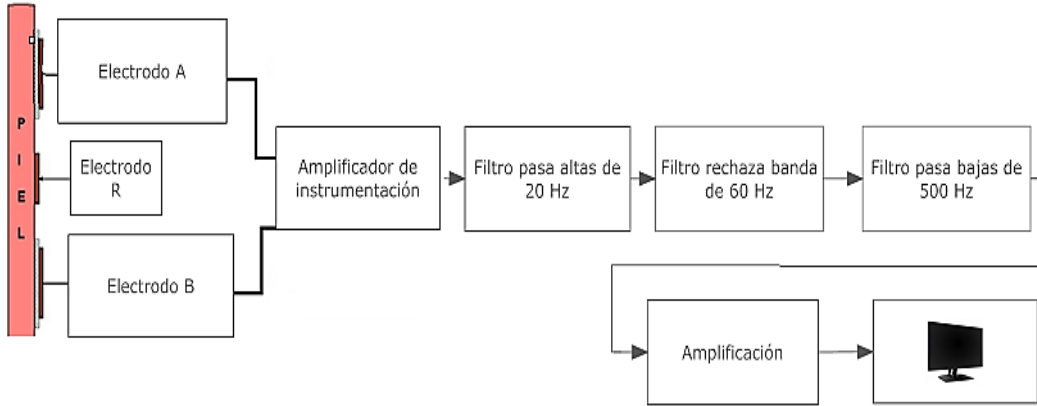 Electrodo A
P
I
E
L
Electrodo
R
Electrodo B
Amplificador de
instrumentación
Filtro pasa altas de
20 Hz
Filtro rechaza banda
de 60 Hz
Filtro pasa bajas de
500 Hz
Amplificación